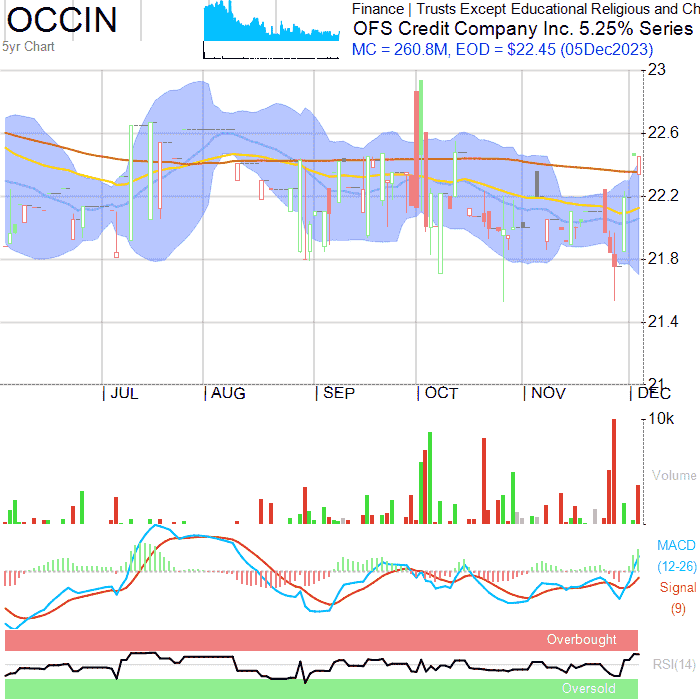 OCCIN
5yr Chart
Finance | Trusts Except Educational Religious and Ch
OFS Credit Company Inc. 5.25% Series
MC = 260.8M, EOD = $22.45 (05Dec2023)
23
22.6
22.2
21.8
21.4
21
JUL AUG SEP OCT NOV DEC
10k
Volume
MACD
(12-26)
Signal
(9)
Overbought
RSI(14)
Oversold